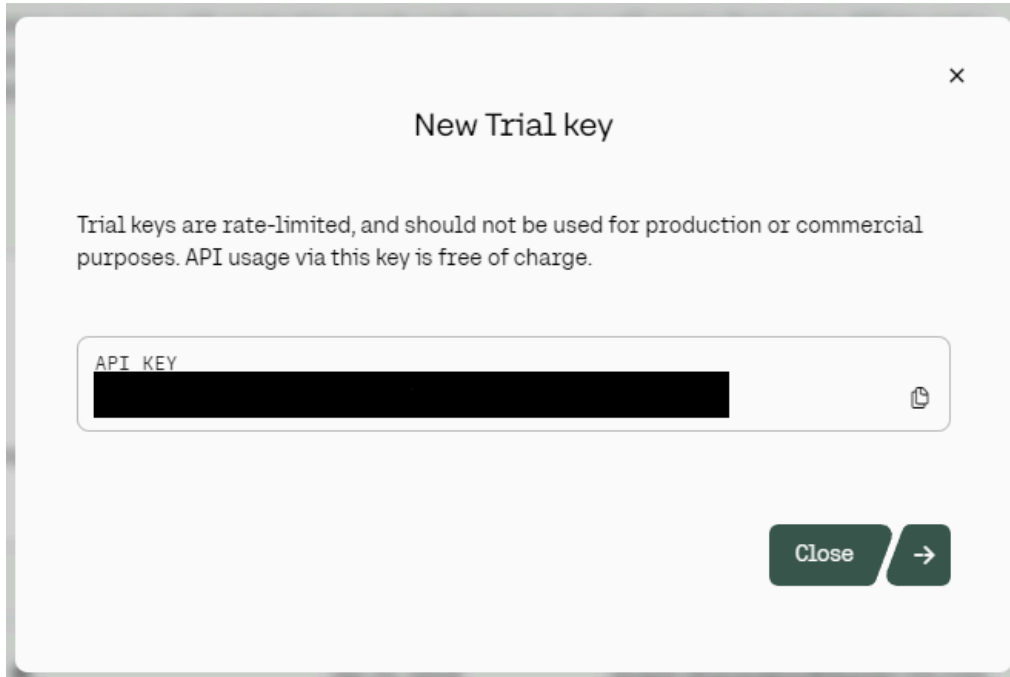 New Trial key
Trial keys are rate-limited, and should not be used for production or commercial
purposes. API usage via this key is free of charge.
API KEY
Close